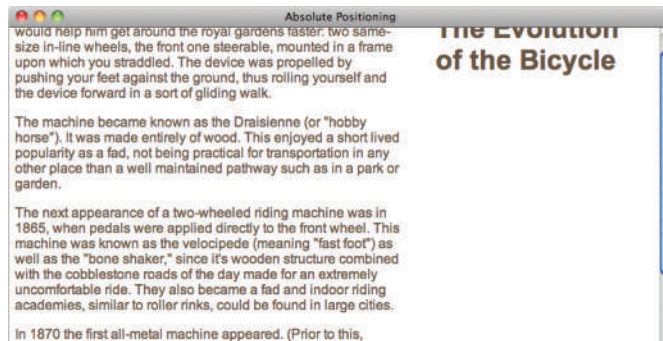 Absolute Positioning
would help him get around the royal gardens faster: two same-
size in-line wheels, the front one steerable, mounted in a frame
upon which you straddled. The device was propelled by
pushing your feet against the ground, thus rolling yourself and
the device forward in a sort of gliding walk.
The machine became known as the Draisienne (or "hobby
horse"). It was made entirely of wood. This enjoyed a short lived
popularity as a fad, not being practical for transportation in any
other place than a well maintained pathway such as in a park or
garden.
The next appearance of a two-wheeled riding machine was in
1865, when pedals were applied directly to the front wheel. This
machine was known as the velocipede (meaning "fast foot") as
well as the "bone shaker," since it's wooden structure combined
with the cobblestone roads of the day made for an extremely
uncomfortable ride. They also became a fad and indoor riding
academies, similar to roller rinks, could be found in large cities.
In 1870 the first all-metal machine appeared. (Prior to this,
The Evolution
of the Bicycle